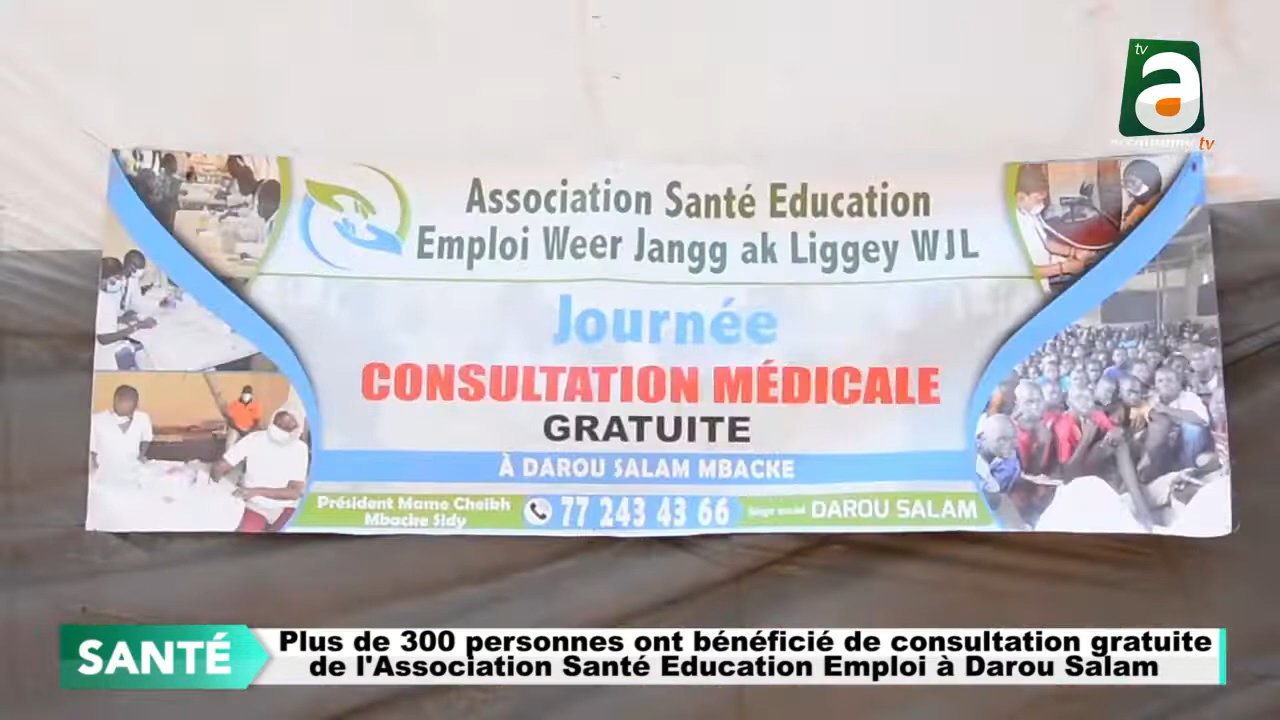 tv
a
tv
Association Santé Education
Emploi Weer Jangg ak Liggey WJL
Journée
CONSULTATION MÉDICALE
GRATUITE
À DAROU SALAM MBACKE
Président Mame Cheibh
Mbacke Sidy
77 243 43 66
DAROU SALAM
SANTÉ
Plus de 300 personnes ont bénéficié de consultation gratuite
de l'Association Santé Education Emploi à Darou Salam